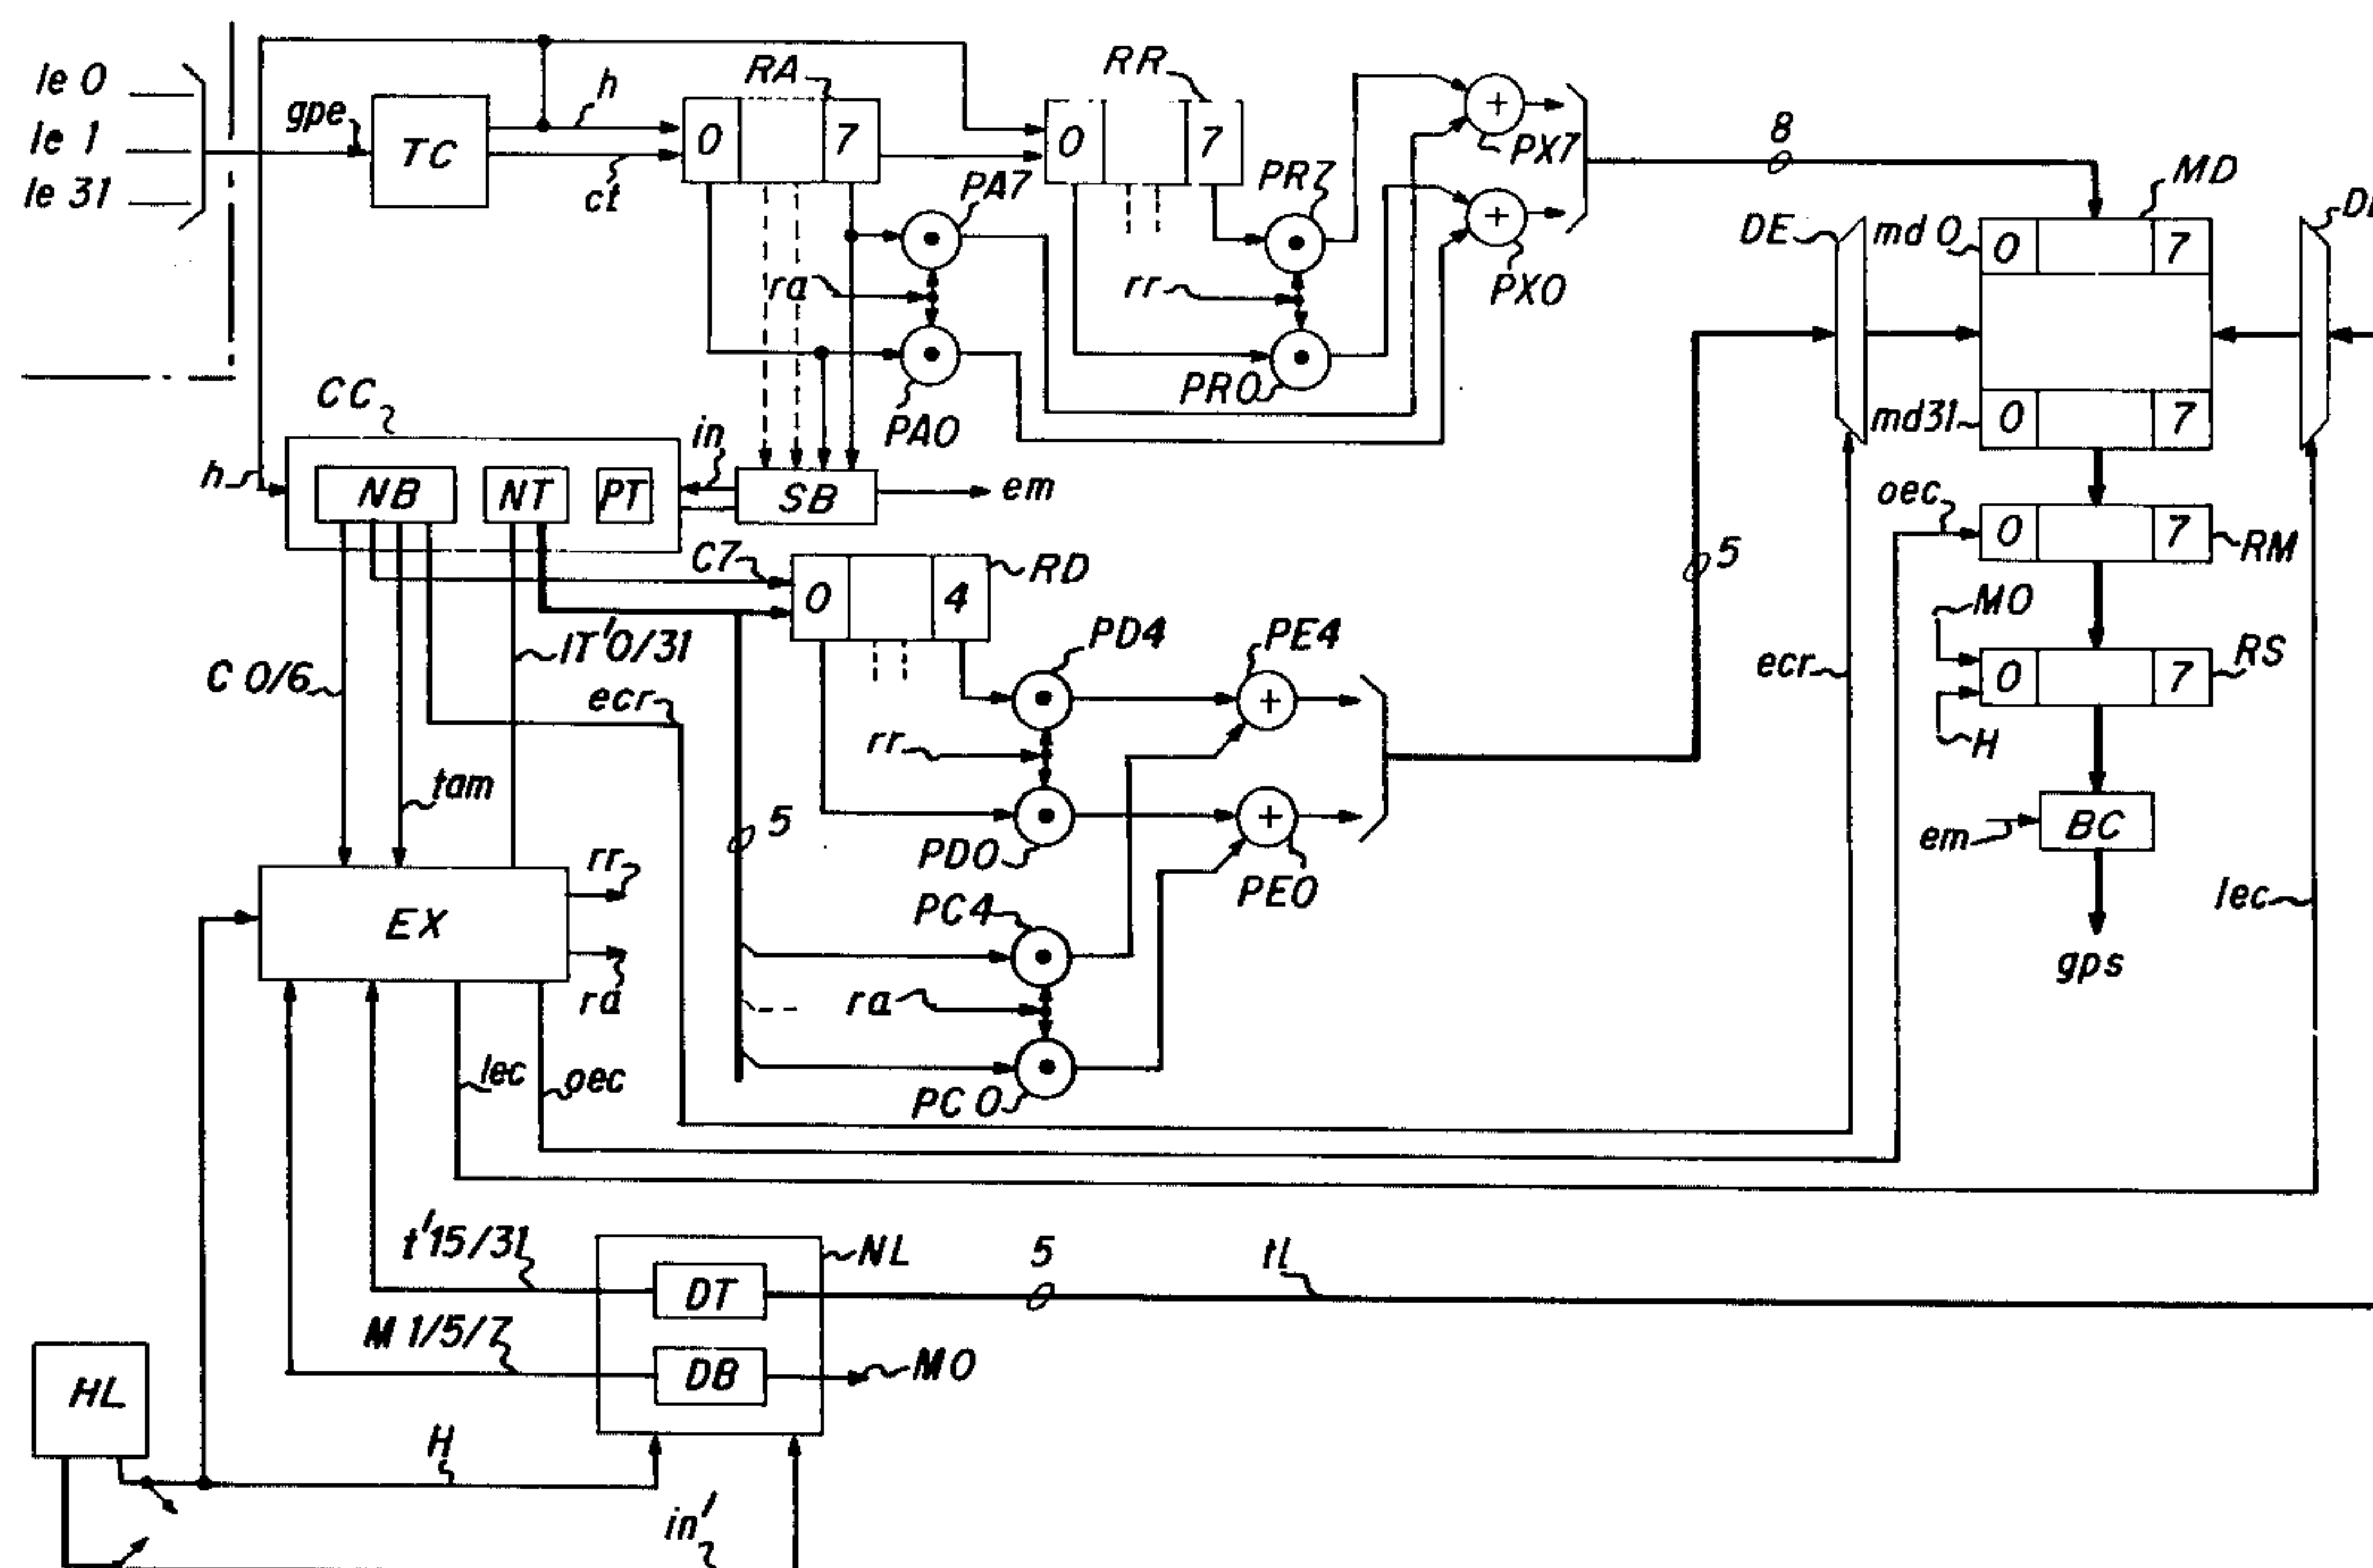 le 0
le 1
le 31
gpe
TC
h
ct
RA
0 7
RR
0 7
PA7
ra
PA0
PR7
rr
PR0
PX7
PX0
8
MD
DE
md 0
0 7
md31
0 7
CC
h
NB
NT
PT
in
SB
em
C7
RD
0 4
oec
0 7
RM
MO
0 7
RS
H
em
BC
gps
C 0/6
IT'0/31
ecr
tam
PD4
PE4
rr
PD0
PE0
5
5
ecr
lec
EX
rr
ra
PC4
ra
PC0
lec
oec
t'15/31
NL
DT
5
tL
M 1/5/7
DB
MO
HL
H
in'